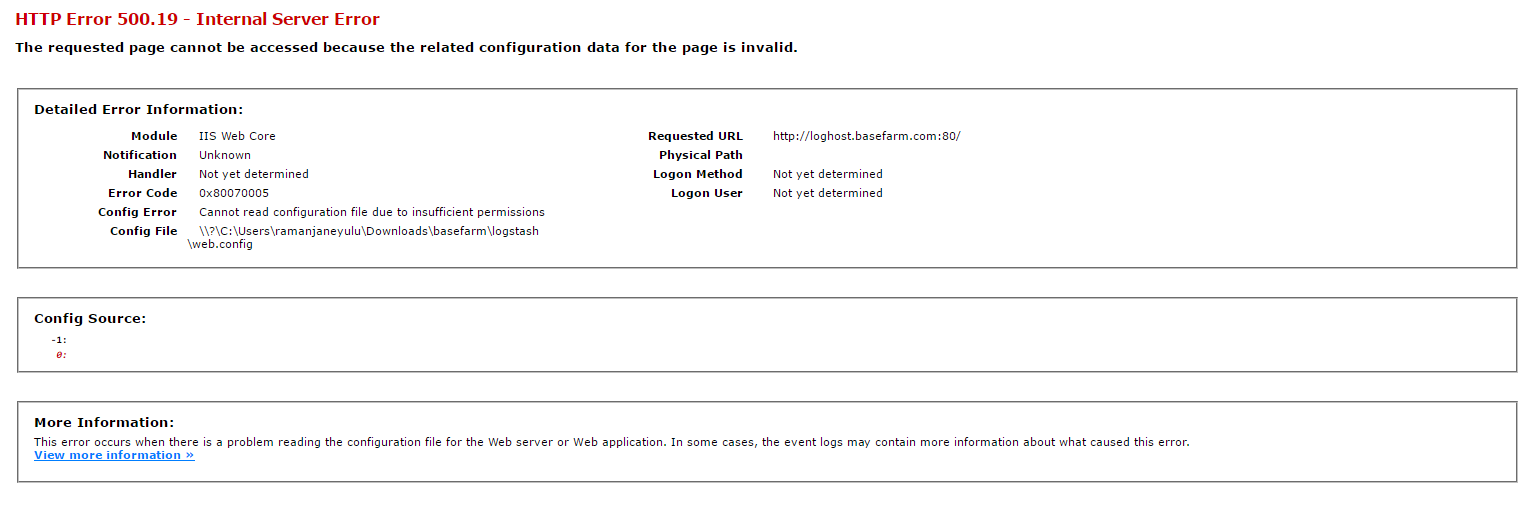 HTTP Error 500.19 - Internal Server Error
The requested page cannot be accessed because the related configuration data for the page is invalid.
Detailed Error Information:
Module IIS Web Core
Notification Unknown
Handler Not yet determined
Error Code 0x80070005
Config Error Cannot read configuration file due to insufficient permissions
Config File \\?\C:\Users\ramanjaneyulu\Downloads\basefarm\logstash
\web.config
Requested URL http://loghost.basefarm.com:80/
Physical Path
Logon Method Not yet determined
Logon User Not yet determined
Config Source:
-1:
0:
More Information:
This error occurs when there is a problem reading the configuration file for the Web server or Web application. In some cases, the event logs may contain more information about what caused this error.
View more information »